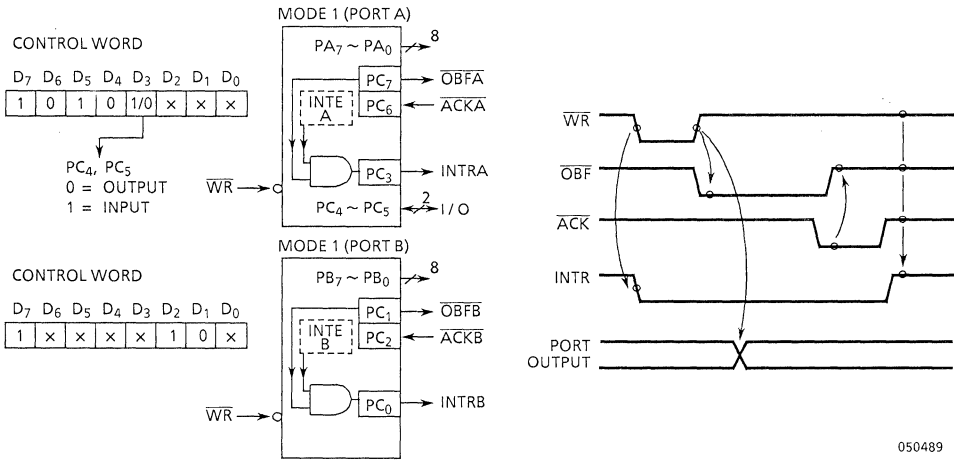 MODE 1 (PORT A)
CONTROL WORD
D7 D6 D5 D4 D3 D2 D1 D0
1 0 1 0 1/0 × × ×
PC4, PC5
0 = OUTPUT
1 = INPUT
PA7 ~ PA0
8
PC7
OBFA
PC6
ACKA
INTE
A
PC3
INTRA
WR
PC4 ~ PC5
2
I/O
MODE 1 (PORT B)
CONTROL WORD
D7 D6 D5 D4 D3 D2 D1 D0
1 × × × × 1 0 ×
PB7 ~ PB0
8
PC1
OBFB
PC2
ACKB
INTE
B
PC0
INTRB
WR
WR
OBF
ACK
INTR
PORT
OUTPUT
050489